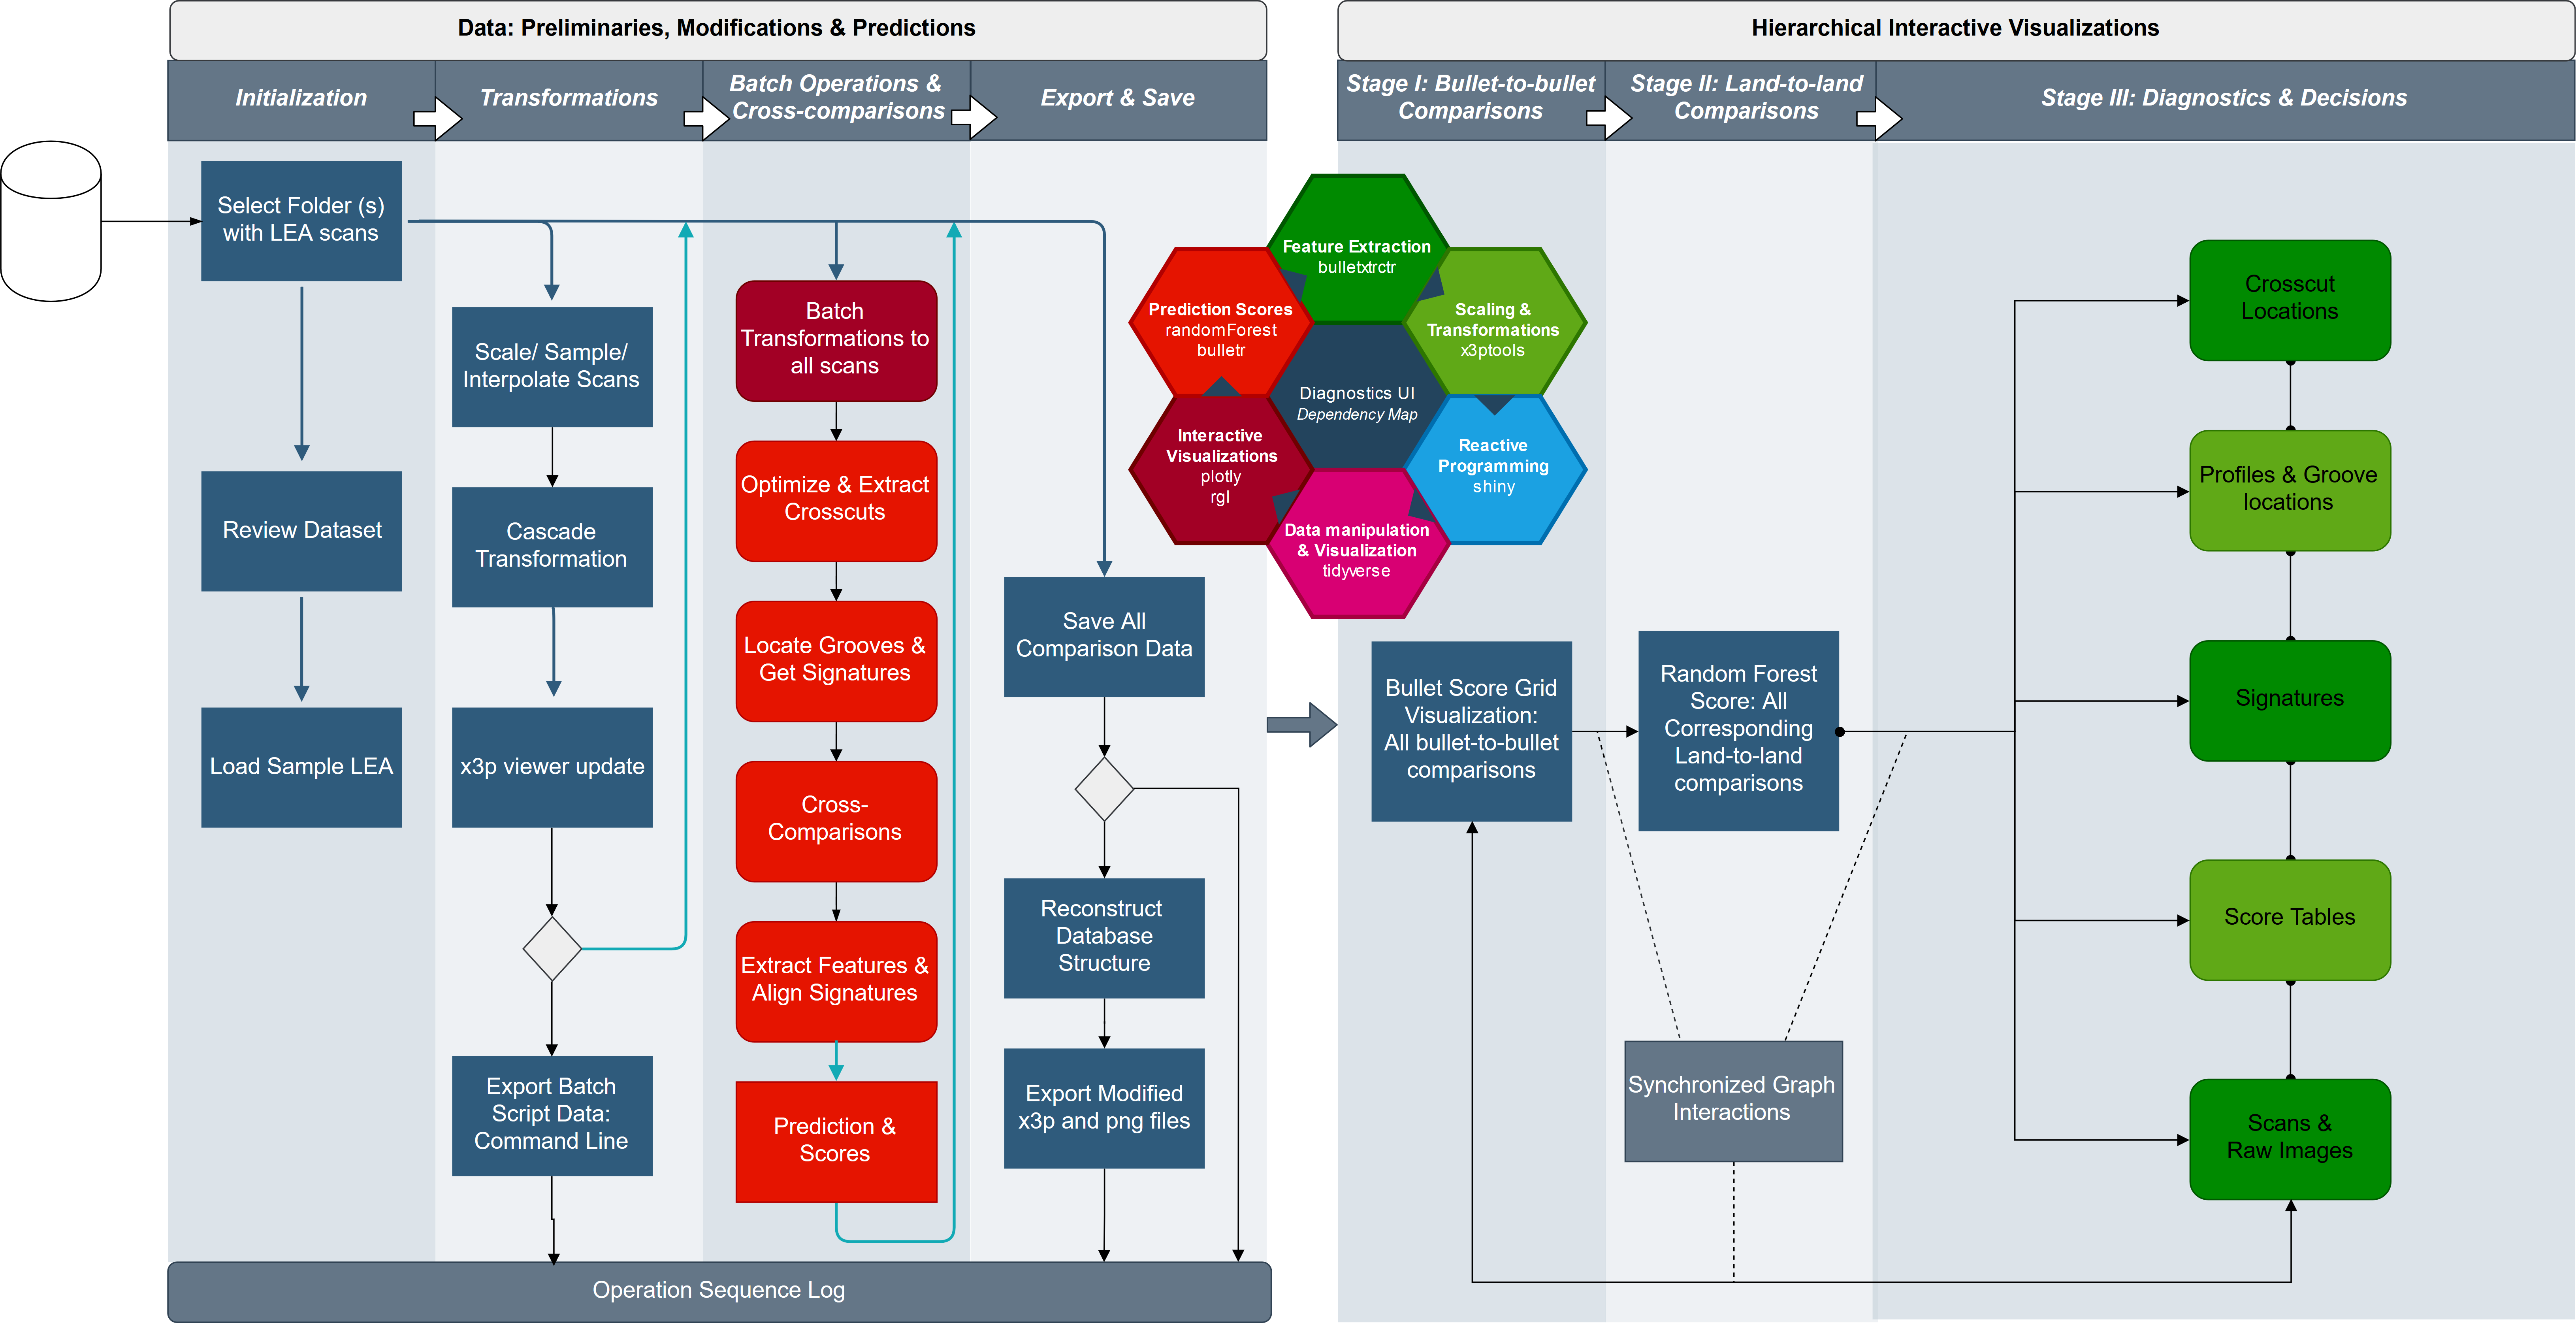 Data: Preliminaries, Modifications & Predictions
Hierarchical Interactive Visualizations
Initialization
Transformations
Batch Operations &
Cross-comparisons
Export & Save
Stage I: Bullet-to-bullet
Comparisons
Stage II: Land-to-land
Comparisons
Stage III: Diagnostics & Decisions
Select Folder (s)
with LEA scans
Review Dataset
Load Sample LEA
Scale/ Sample/
Interpolate Scans
Cascade
Transformation
x3p viewer update
Export Batch
Script Data:
Command Line
Batch
Transformations to
all scans
Optimize & Extract
Crosscuts
Locate Grooves &
Get Signatures
Cross-
Comparisons
Extract Features &
Align Signatures
Prediction &
Scores
Save All
Comparison Data
Reconstruct
Database
Structure
Export Modified
x3p and png files
Operation Sequence Log
Feature Extraction
bulletxtrctr
Prediction Scores
randomForest
bulletr
Scaling &
Transformations
x3ptools
Diagnostics UI
Dependency Map
Interactive
Visualizations
plotly
rgl
Reactive
Programming
shiny
Data manipulation
& Visualization
tidyverse
Bullet Score Grid
Visualization:
All bullet-to-bullet
comparisons
Random Forest
Score: All
Corresponding
Land-to-land
comparisons
Synchronized Graph
Interactions
Crosscut
Locations
Profiles & Groove
locations
Signatures
Score Tables
Scans &
Raw Images